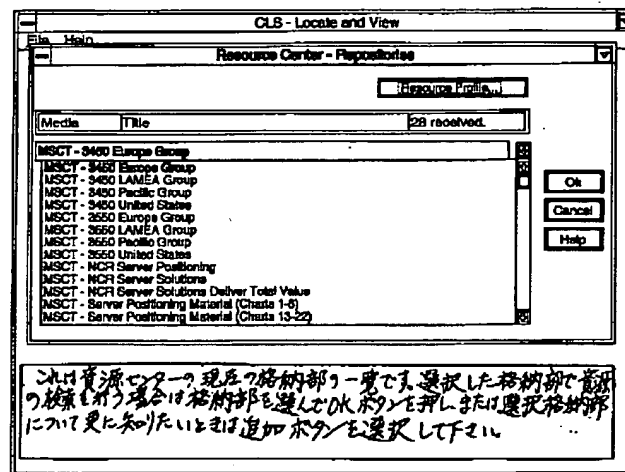 CLS - Locate and View
File Help
Resource Center - Repositories
Resource Profile...
Media Title 28 received.
MSCT - 3450 Europe Group
MSCT - 3450 Europe Group
MSCT - 3450 LAMEA Group
MSCT - 3450 Pacific Group
MSCT - 3450 United States
MSCT - 3550 Europe Group
MSCT - 3550 LAMEA Group
MSCT - 3550 Pacific Group
MSCT - 3550 United States
MSCT - NCR Server Positioning
MSCT - NCR Server Solutions
MSCT - NCR Server Solutions Deliver Total Value
MSCT - Server Positioning Material (Charts 1-8)
MSCT - Server Positioning Material (Charts 13-22)
Ok
Cancel
Help
これは資源センターの現在の格納部の一覧です。選択した格納部で資源
の検索を行う場合は格納部を選んでOKボタンを押し、または選択格納部
について更に知りたいときは追加ボタンを選択して下さい。